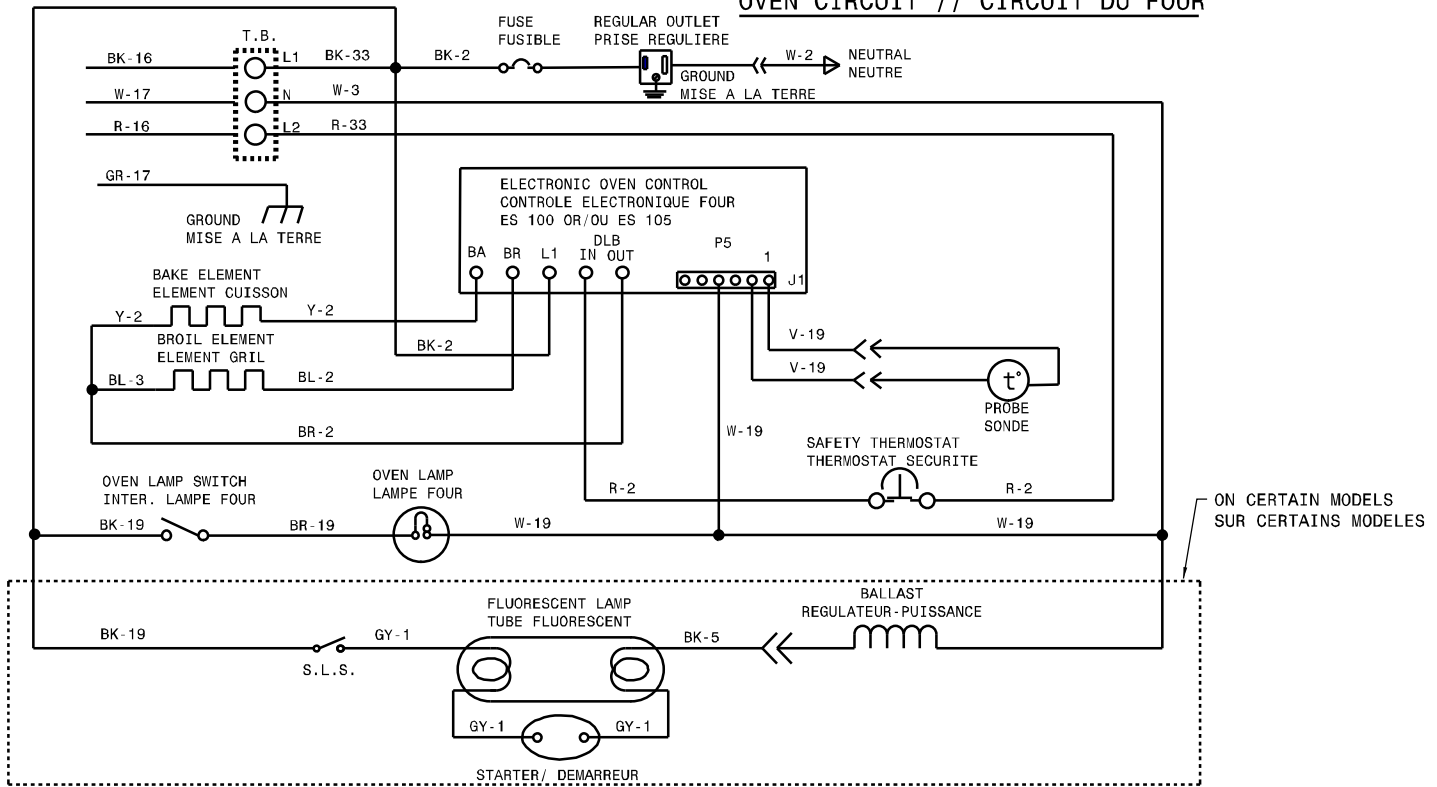 OVEN CIRCUIT // CIRCUIT DU FOUR
T.B.
FUSE
FUSIBLE
REGULAR OUTLET
PRISE REGULIERE
BK-16
L1
BK-33
BK-2
W-2
NEUTRAL
NEUTRE
GROUND
MISE A LA TERRE
W-17
N
W-3
R-16
L2
R-33
GR-17
GROUND
MISE A LA TERRE
ELECTRONIC OVEN CONTROL
CONTROLE ELECTRONIQUE FOUR
ES 100 OR/OU ES 105
BA
BR
L1
DLB
IN
OUT
P5
1
J1
BAKE ELEMENT
ELEMENT CUISSON
Y-2
Y-2
BROIL ELEMENT
ELEMENT GRIL
BK-2
BL-3
BL-2
V-19
V-19
PROBE
SONDE
t°
BR-2
W-19
SAFETY THERMOSTAT
THERMOSTAT SECURITE
R-2
R-2
OVEN LAMP SWITCH
INTER. LAMPE FOUR
OVEN LAMP
LAMPE FOUR
BK-19
BR-19
W-19
W-19
ON CERTAIN MODELS
SUR CERTAINS MODELES
FLUORESCENT LAMP
TUBE FLUORESCENT
BALLAST
REGULATEUR-PUISSANCE
BK-19
S.L.S.
GY-1
BK-5
GY-1
GY-1
STARTER/ DEMARREUR